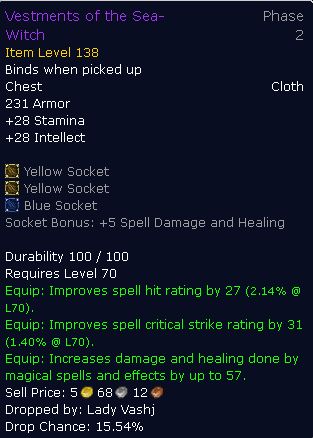 Vestments of the Sea- Phase
Witch 2
Item Level 138
Binds when picked up
Chest Cloth
231 Armor
+28 Stamina
+28 Intellect
Yellow Socket
Yellow Socket
Blue Socket
Socket Bonus: +5 Spell Damage and Healing
Durability 100 / 100
Requires Level 70
Equip: Improves spell hit rating by 27 (2.14% @
L70).
Equip: Improves spell critical strike rating by 31
(1.40% @ L70).
Equip: Increases damage and healing done by
magical spells and effects by up to 57.
Sell Price: 5 68 12
Dropped by: Lady Vashj
Drop Chance: 15.54%